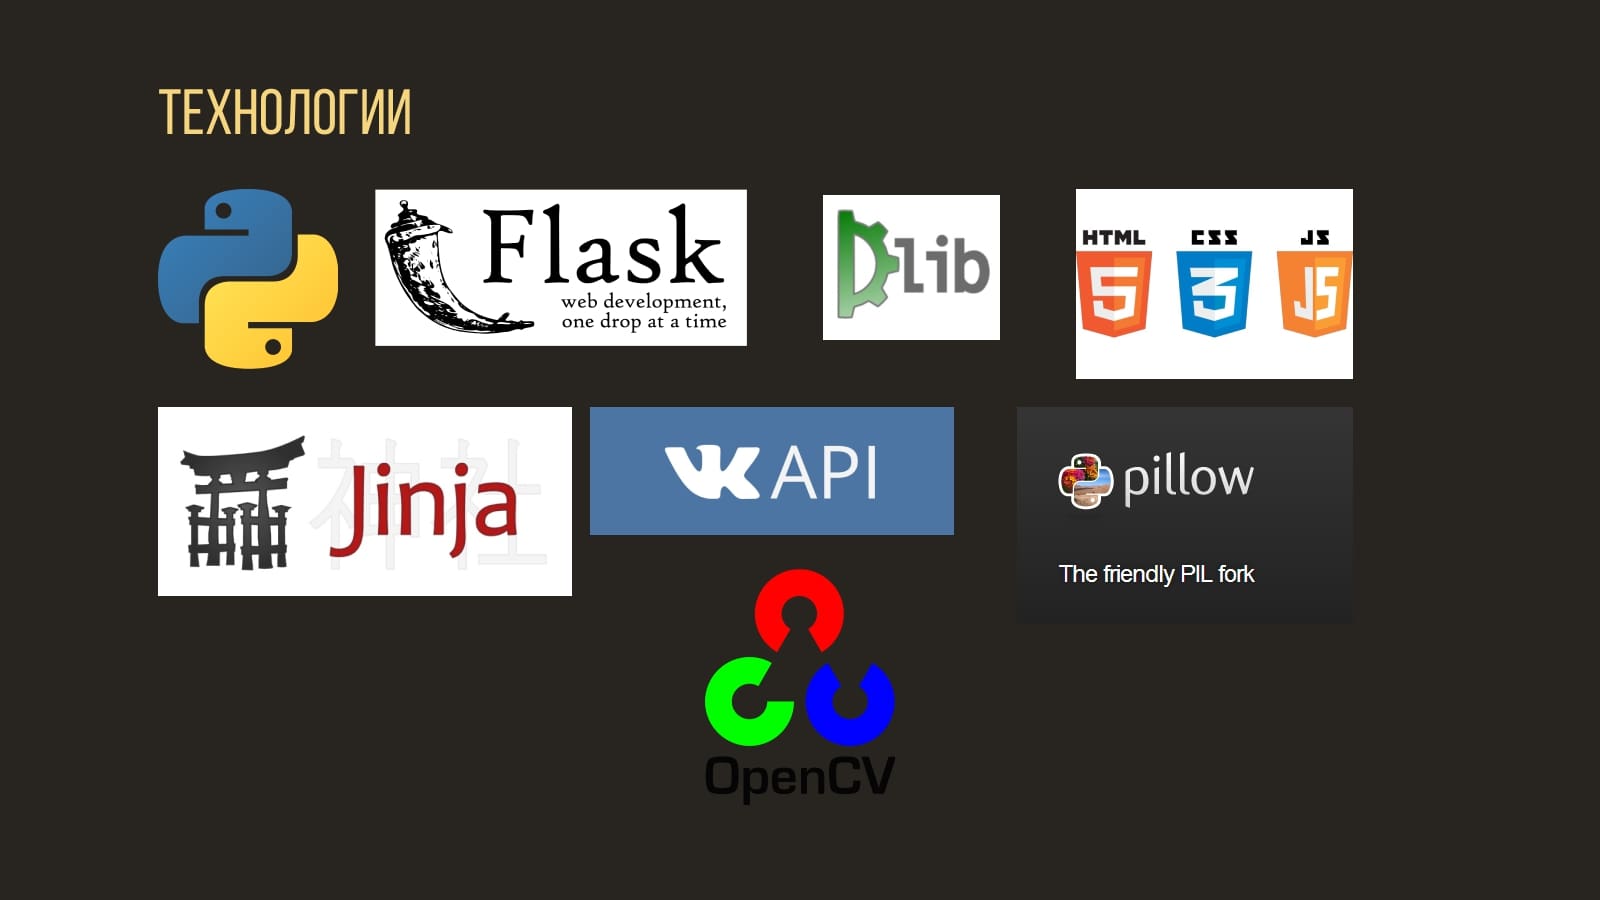 ТЕХНОЛОГИИ
Flask
web development,
one drop at a time
Dlib
HTML CSS JS
5 3 JS
神社
Jinja
VK API
pillow
The friendly PIL fork
OpenCV